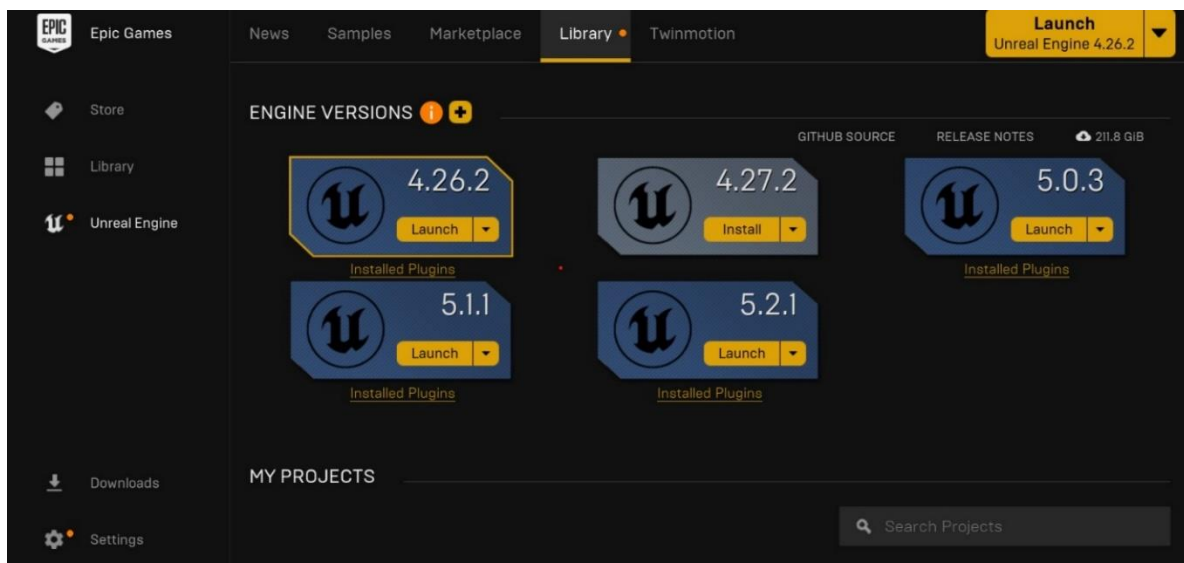 EPIC
GAMES
Epic Games
News
Samples
Marketplace
Library
Twinmotion
Launch
Unreal Engine 4.26.2
Store
Library
Unreal Engine
Downloads
Settings
ENGINE VERSIONS
GITHUB SOURCE
RELEASE NOTES
211.8 GiB
4.26.2
Launch
Installed Plugins
4.27.2
Install
5.0.3
Launch
Installed Plugins
5.1.1
Launch
Installed Plugins
5.2.1
Launch
Installed Plugins
MY PROJECTS
Search Projects